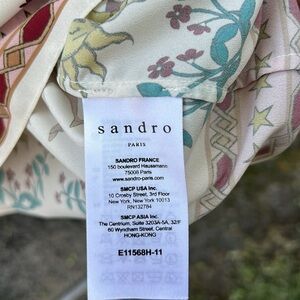 sandro
PARIS
SANDRO FRANCE
150 boulevard Haussmann
75008 Paris
www.sandro-paris.com
SMCP USA Inc.
10 Crosby Street, 3rd Floor
New York, New York 10013
RN132784
SMCP ASIA Inc.
The Centrium, Suite 3203A-5A, 32/F
60 Wyndham Street, Central
HONG-KONG
E11568H-11